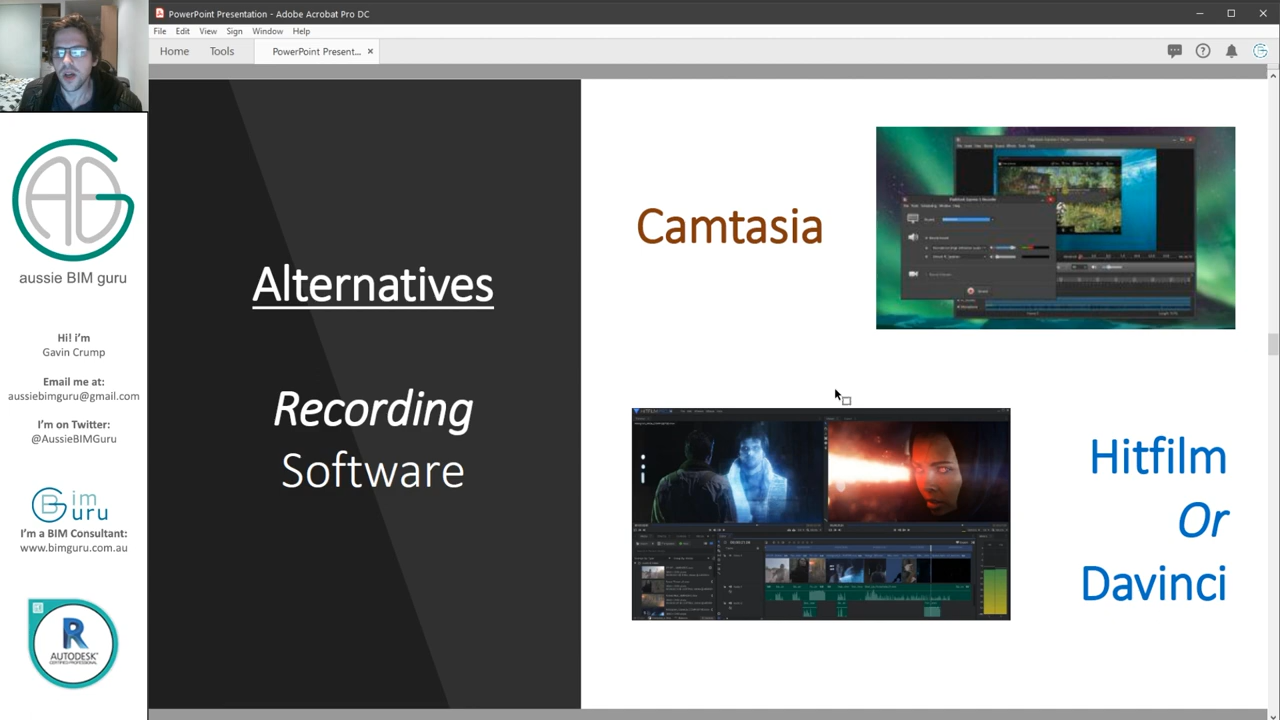 PowerPoint Presentation - Adobe Acrobat Pro DC
File Edit View Sign Window Help
Home Tools PowerPoint Present...
aussie BIM guru
Hi! i'm
Gavin Crump
Email me at:
aussiebimguru@gmail.com
I'm on Twitter:
@AussieBIMGuru
Bim
Guru
I'm a BIM Consultant:
www.bimguru.com.au
R
AUTODESK
CERTIFIED PROFESSIONAL
Alternatives
Recording
Software
Camtasia
Hitfilm
Or
Davinci